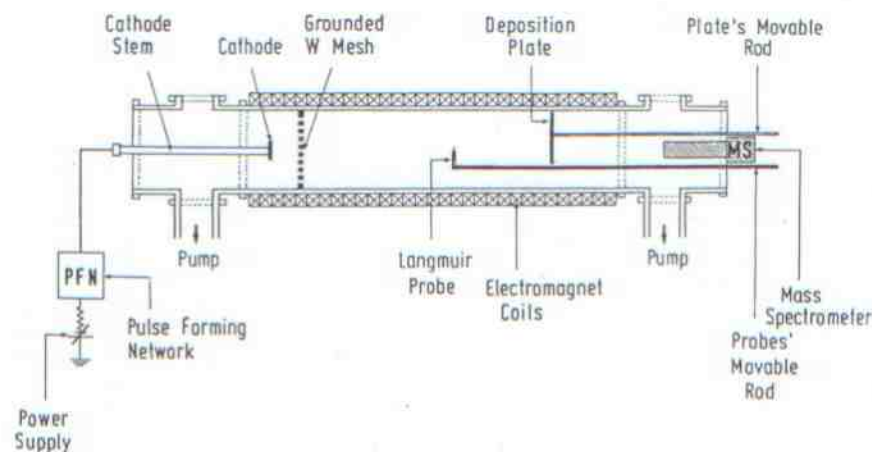 Cathode
Stem
Cathode
Grounded
W Mesh
Deposition
Plate
Plate's Movable
Rod
MS
Pump
Langmuir
Probe
Electromagnet
Coils
Pump
Mass
Spectrometer
Probes'
Movable
Rod
PFN
Pulse Forming
Network
Power
Supply